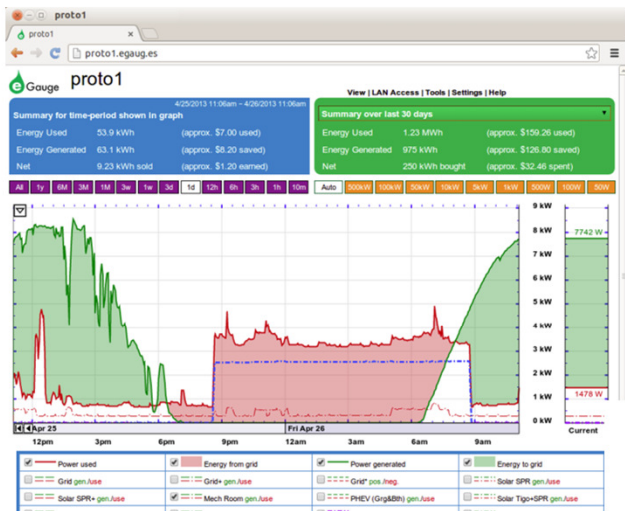 proto1
proto1
proto1.egaug.es
eGauge proto1
View | LAN Access | Tools | Settings | Help
4/25/2013 11:06am – 4/26/2013 11:06am
Summary for time-period shown in graph
Energy Used 53.9 kWh (approx. $7.00 used)
Energy Generated 63.1 kWh (approx. $8.20 saved)
Net 9.23 kWh sold (approx. $1.20 earned)
Summary over last 30 days
Energy Used 1.23 MWh (approx. $159.26 used)
Energy Generated 975 kWh (approx. $126.80 saved)
Net 250 kWh bought (approx. $32.46 spent)
All 1y 6M 3M 1M 3w 1w 3d 1d 12h 6h 3h 1h 10m
Auto 500kW 100kW 50kW 10kW 5kW 1kW 500W 100W 50W
9 kW
8 kW
7742 W
7 kW
6 kW
5 kW
4 kW
3 kW
2 kW
1 kW
1478 W
0 kW
Apr 25 Fri Apr 26
12pm 3pm 6pm 9pm 12am 3am 6am 9am
Current
Power used Energy from grid Power generated Energy to grid
Grid gen./use Grid+ gen./use Grid* pos./neg. Solar SPR gen./use
Solar SPR+ gen./use Mech Room gen./use PHEV (Grg&Bth) gen./use Solar Tigo+SPR gen./use